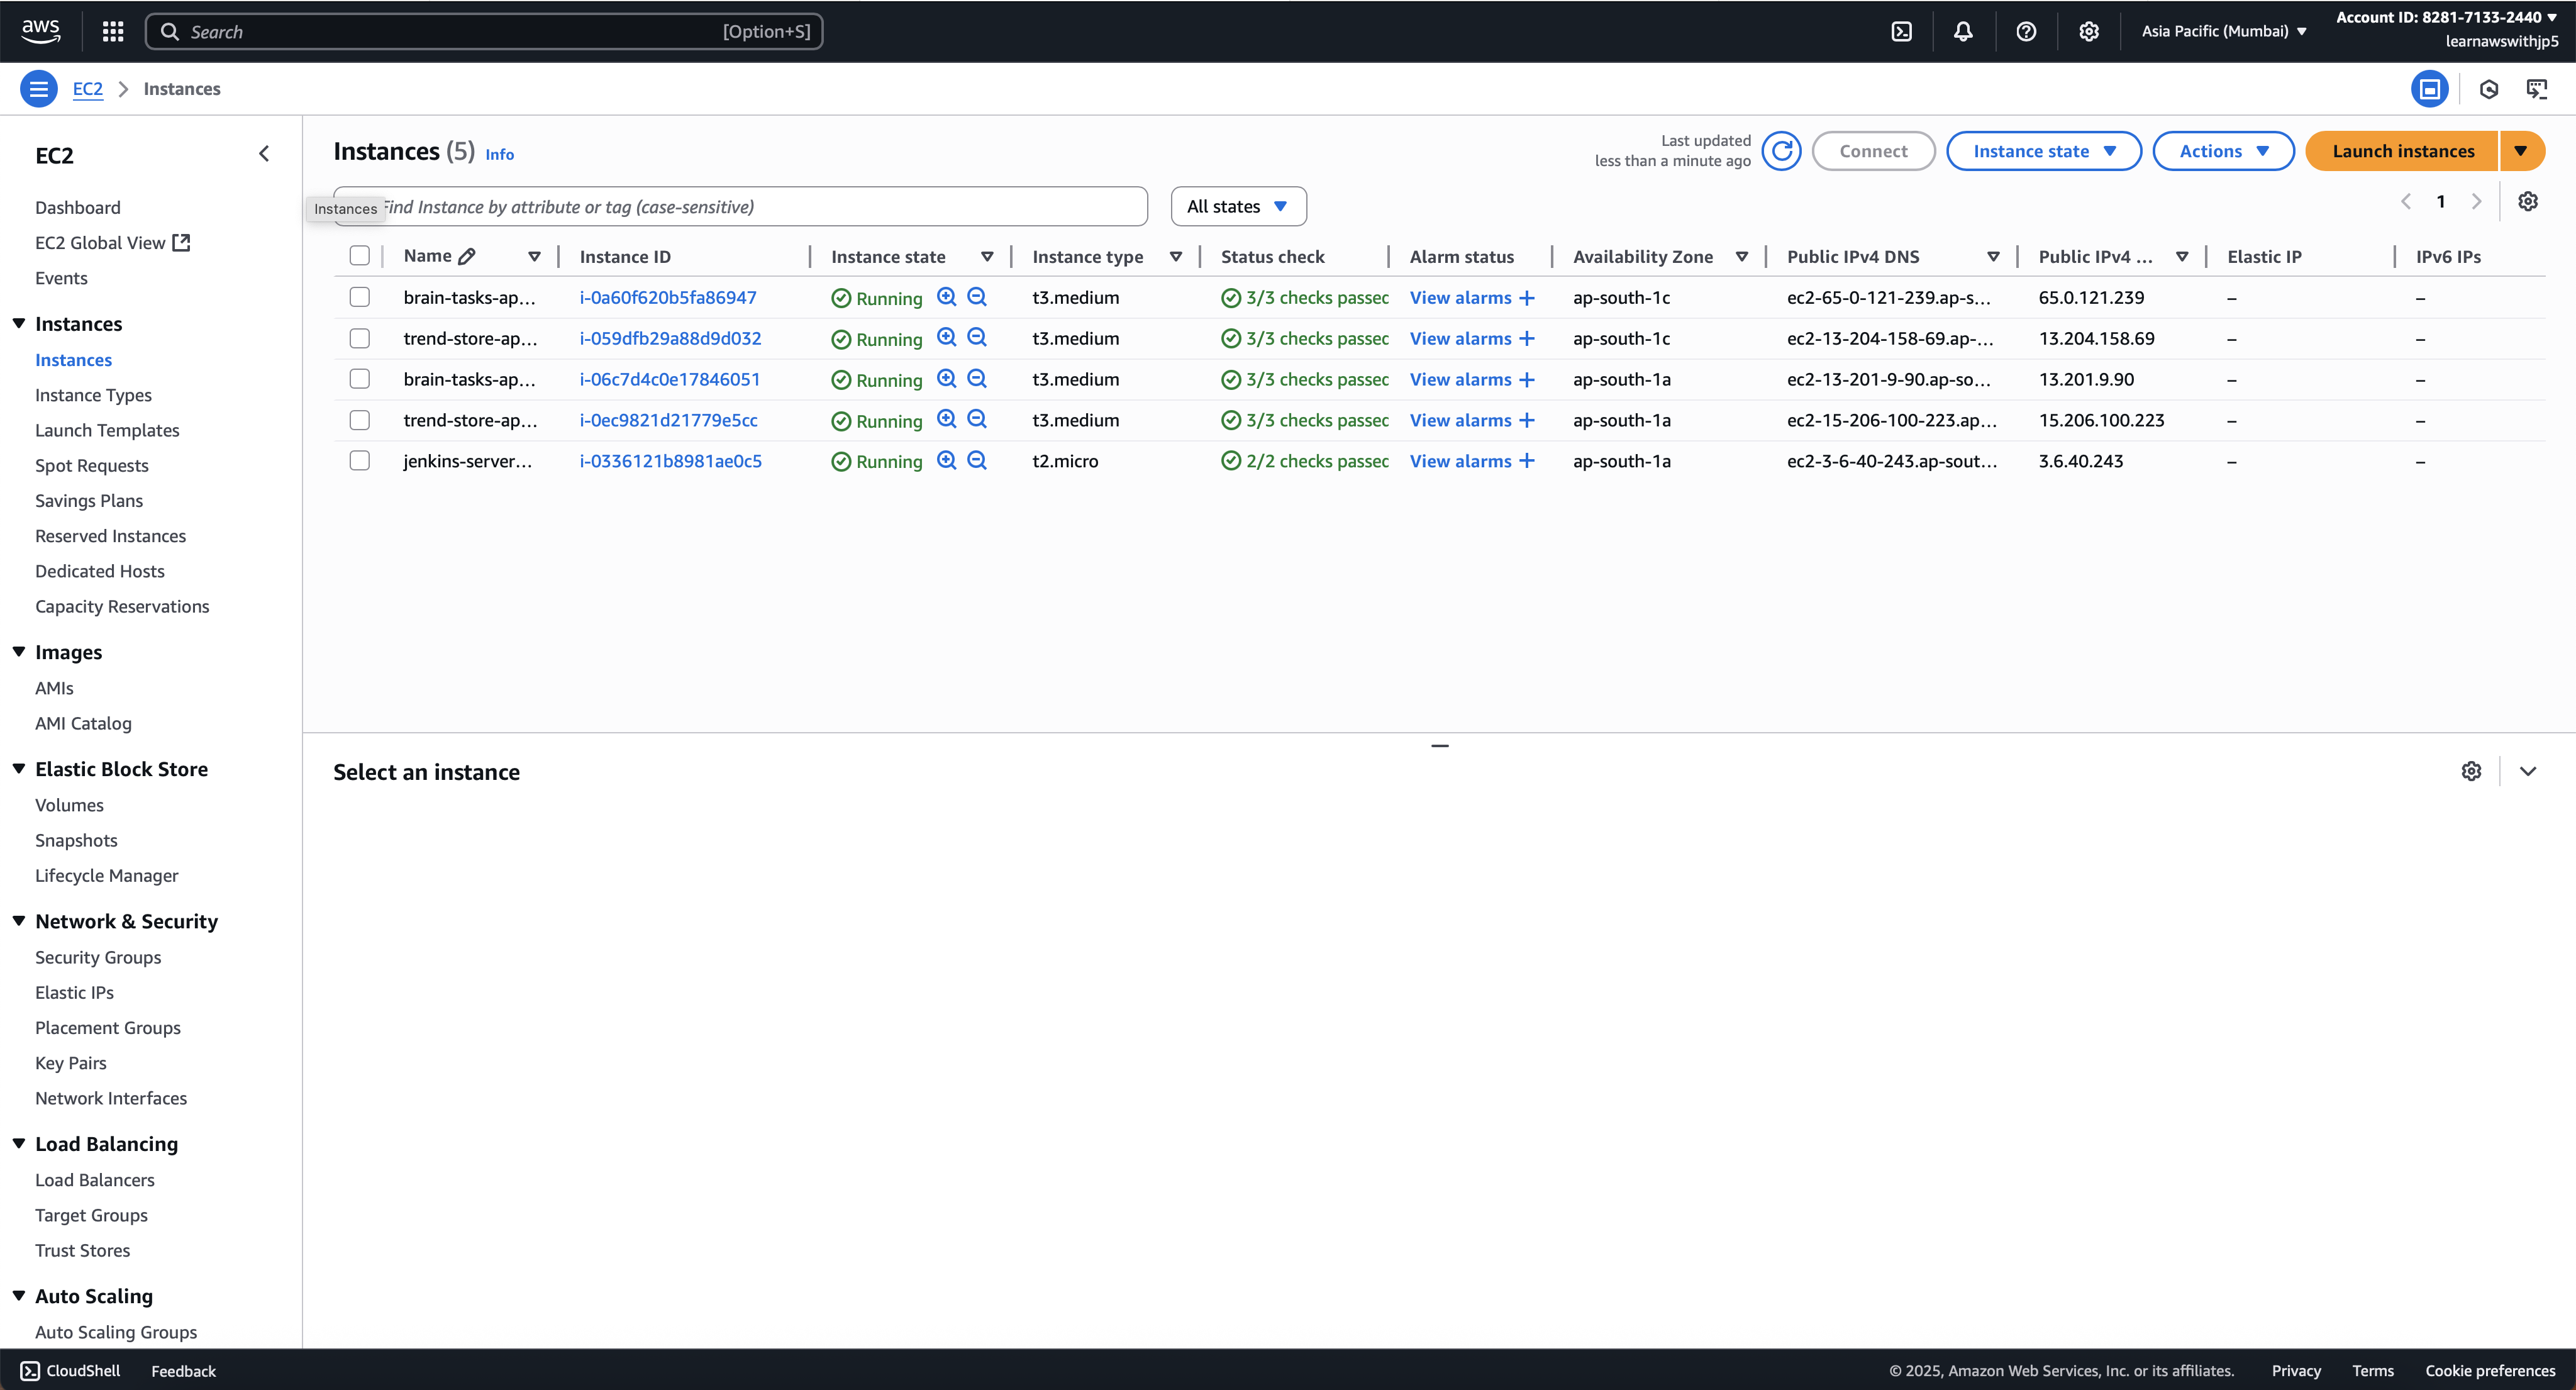 aws
Search [Option+S]
Asia Pacific (Mumbai)
Account ID: 8281-7133-2440
learnawswithjp5
EC2 Instances
EC2
Dashboard
EC2 Global View
Events
Instances
Instances
Instance Types
Launch Templates
Spot Requests
Savings Plans
Reserved Instances
Dedicated Hosts
Capacity Reservations
Images
AMIs
AMI Catalog
Elastic Block Store
Volumes
Snapshots
Lifecycle Manager
Network & Security
Security Groups
Elastic IPs
Placement Groups
Key Pairs
Network Interfaces
Load Balancing
Load Balancers
Target Groups
Trust Stores
Auto Scaling
Auto Scaling Groups
Instances (5) Info
Last updated
less than a minute ago
Connect Instance state Actions Launch instances
Instances
Find Instance by attribute or tag (case-sensitive)
All states
1
Name Instance ID Instance state Instance type Status check Alarm status Availability Zone Public IPv4 DNS Public IPv4 ... Elastic IP IPv6 IPs
brain-tasks-ap... i-0a60f620b5fa86947 Running t3.medium 3/3 checks passec View alarms + ap-south-1c ec2-65-0-121-239.ap-s... 65.0.121.239 – –
trend-store-ap... i-059dfb29a88d9d032 Running t3.medium 3/3 checks passec View alarms + ap-south-1c ec2-13-204-158-69.ap-... 13.204.158.69 – –
brain-tasks-ap... i-06c7d4c0e17846051 Running t3.medium 3/3 checks passec View alarms + ap-south-1a ec2-13-201-9-90.ap-so... 13.201.9.90 – –
trend-store-ap... i-0ec9821d21779e5cc Running t3.medium 3/3 checks passec View alarms + ap-south-1a ec2-15-206-100-223.ap... 15.206.100.223 – –
jenkins-server... i-0336121b8981ae0c5 Running t2.micro 2/2 checks passec View alarms + ap-south-1a ec2-3-6-40-243.ap-sout... 3.6.40.243 – –
Select an instance
CloudShell Feedback
© 2025, Amazon Web Services, Inc. or its affiliates. Privacy Terms Cookie preferences